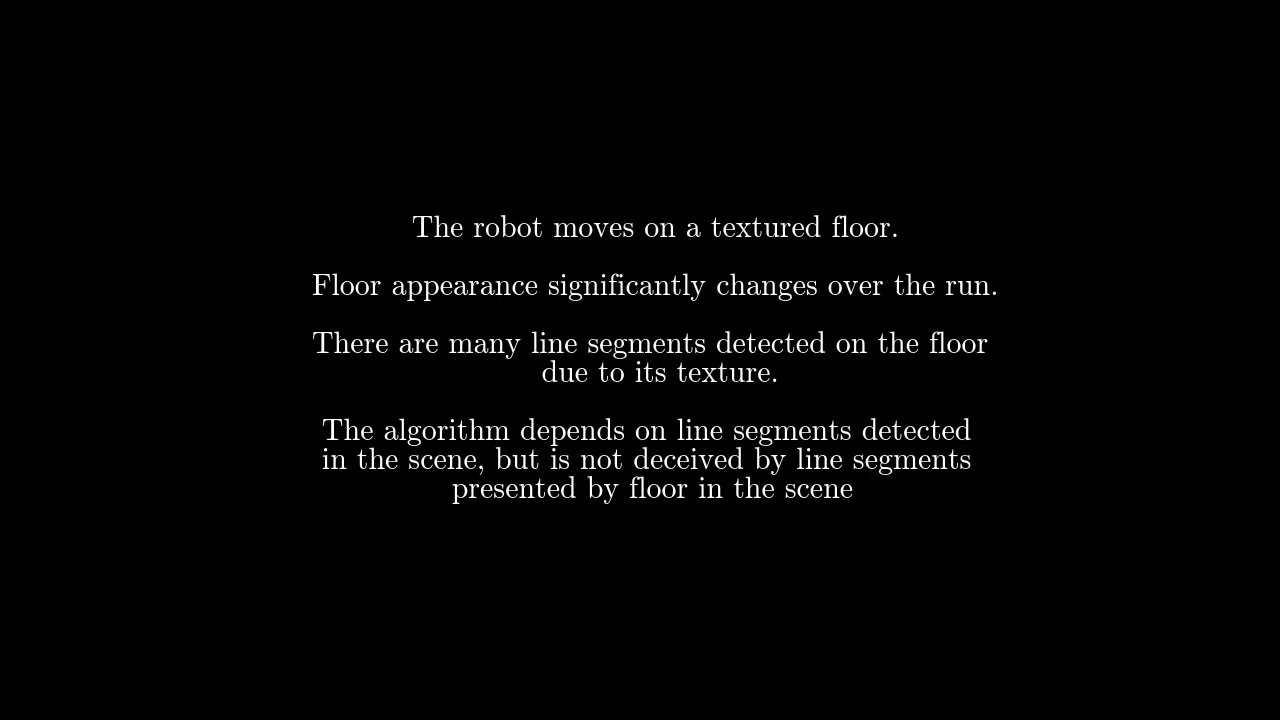 The robot moves on a textured floor.
Floor appearance significantly changes over the run.
There are many line segments detected on the floor
due to its texture.
The algorithm depends on line segments detected
in the scene, but is not deceived by line segments
presented by floor in the scene